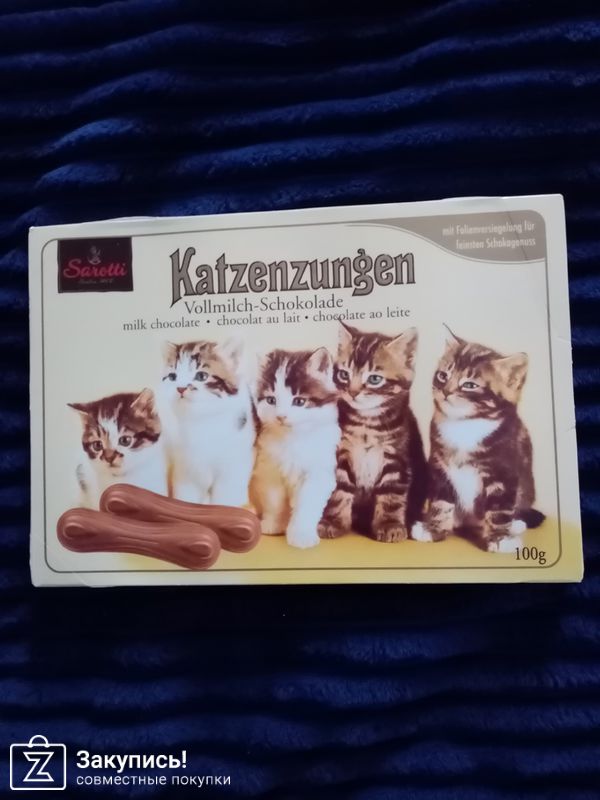 mit Folienversiegelung für
feinsten Schokogenuss
Sarotti
Katzenzungen
Vollmilch-Schokolade
milk chocolate • chocolat au lait • chocolate ao leite
100g
Закупись!
совместные покупки